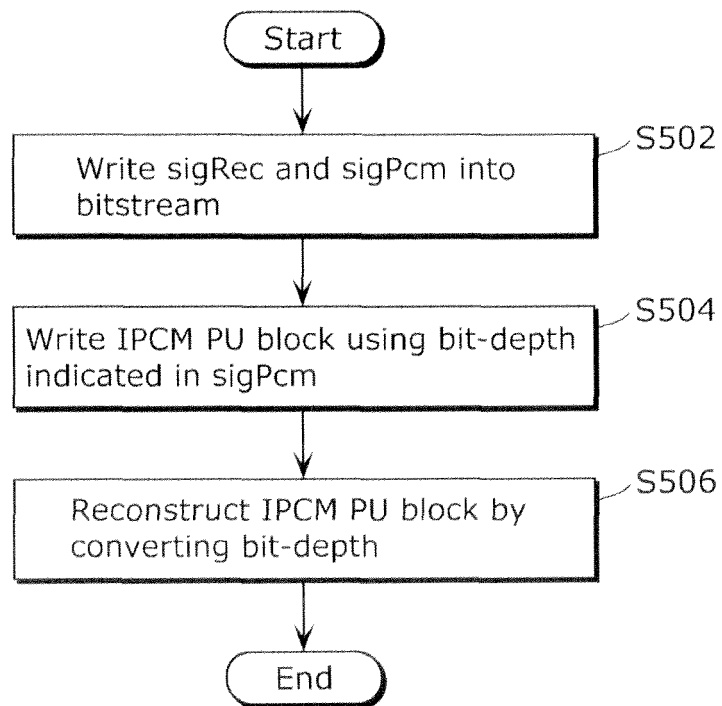 Start
S502
Write sigRec and sigPcm into
bitstream
S504
Write IPCM PU block using bit-depth
indicated in sigPcm
S506
Reconstruct IPCM PU block by
converting bit-depth
End